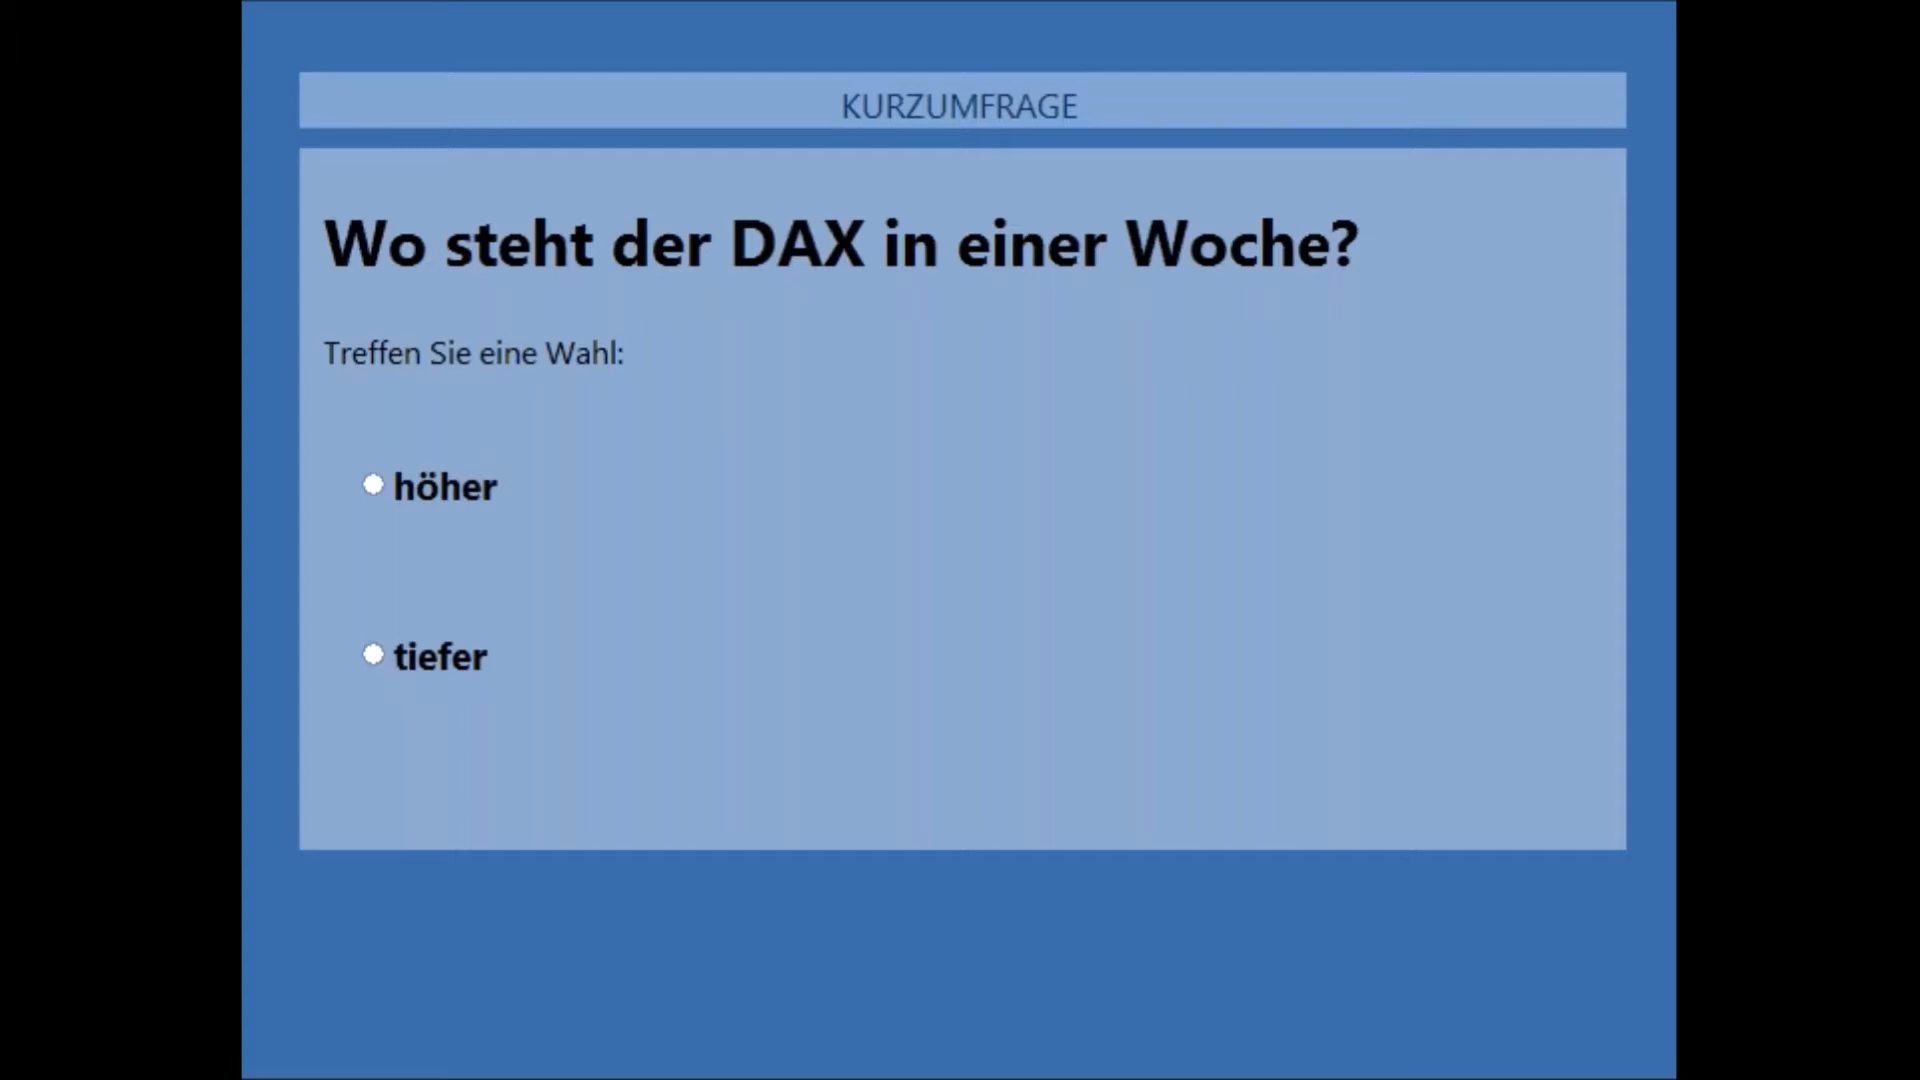 KURZUMFRAGE
Wo steht der DAX in einer Woche?
Treffen Sie eine Wahl:
höher
tiefer